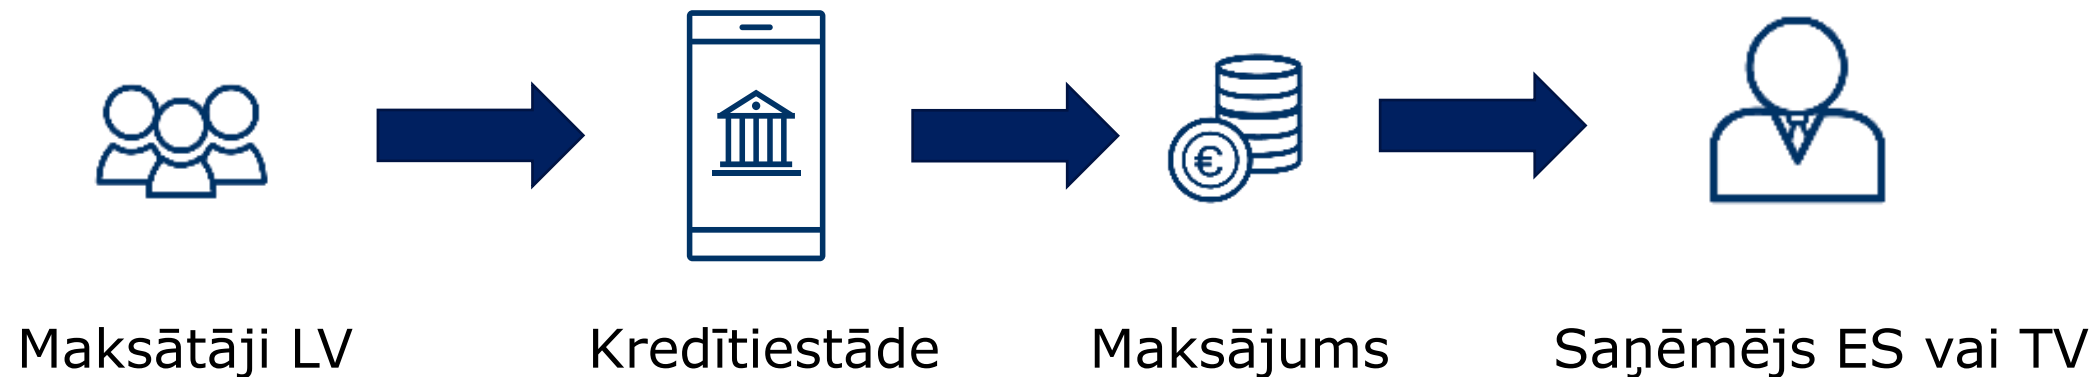 Maksātāji LV
Kredītiestāde
Maksājums
Saņēmējs ES vai TV
€